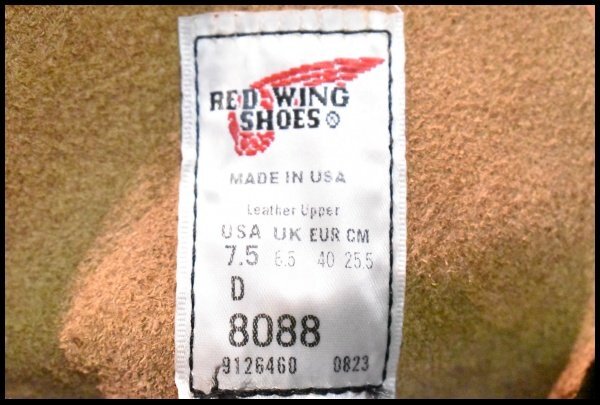 RED WING
SHOES ®
MADE IN USA
Leather Upper
USA UK EUR CM
7.5 6.5 40 25.5
D
8088
9126460 0823